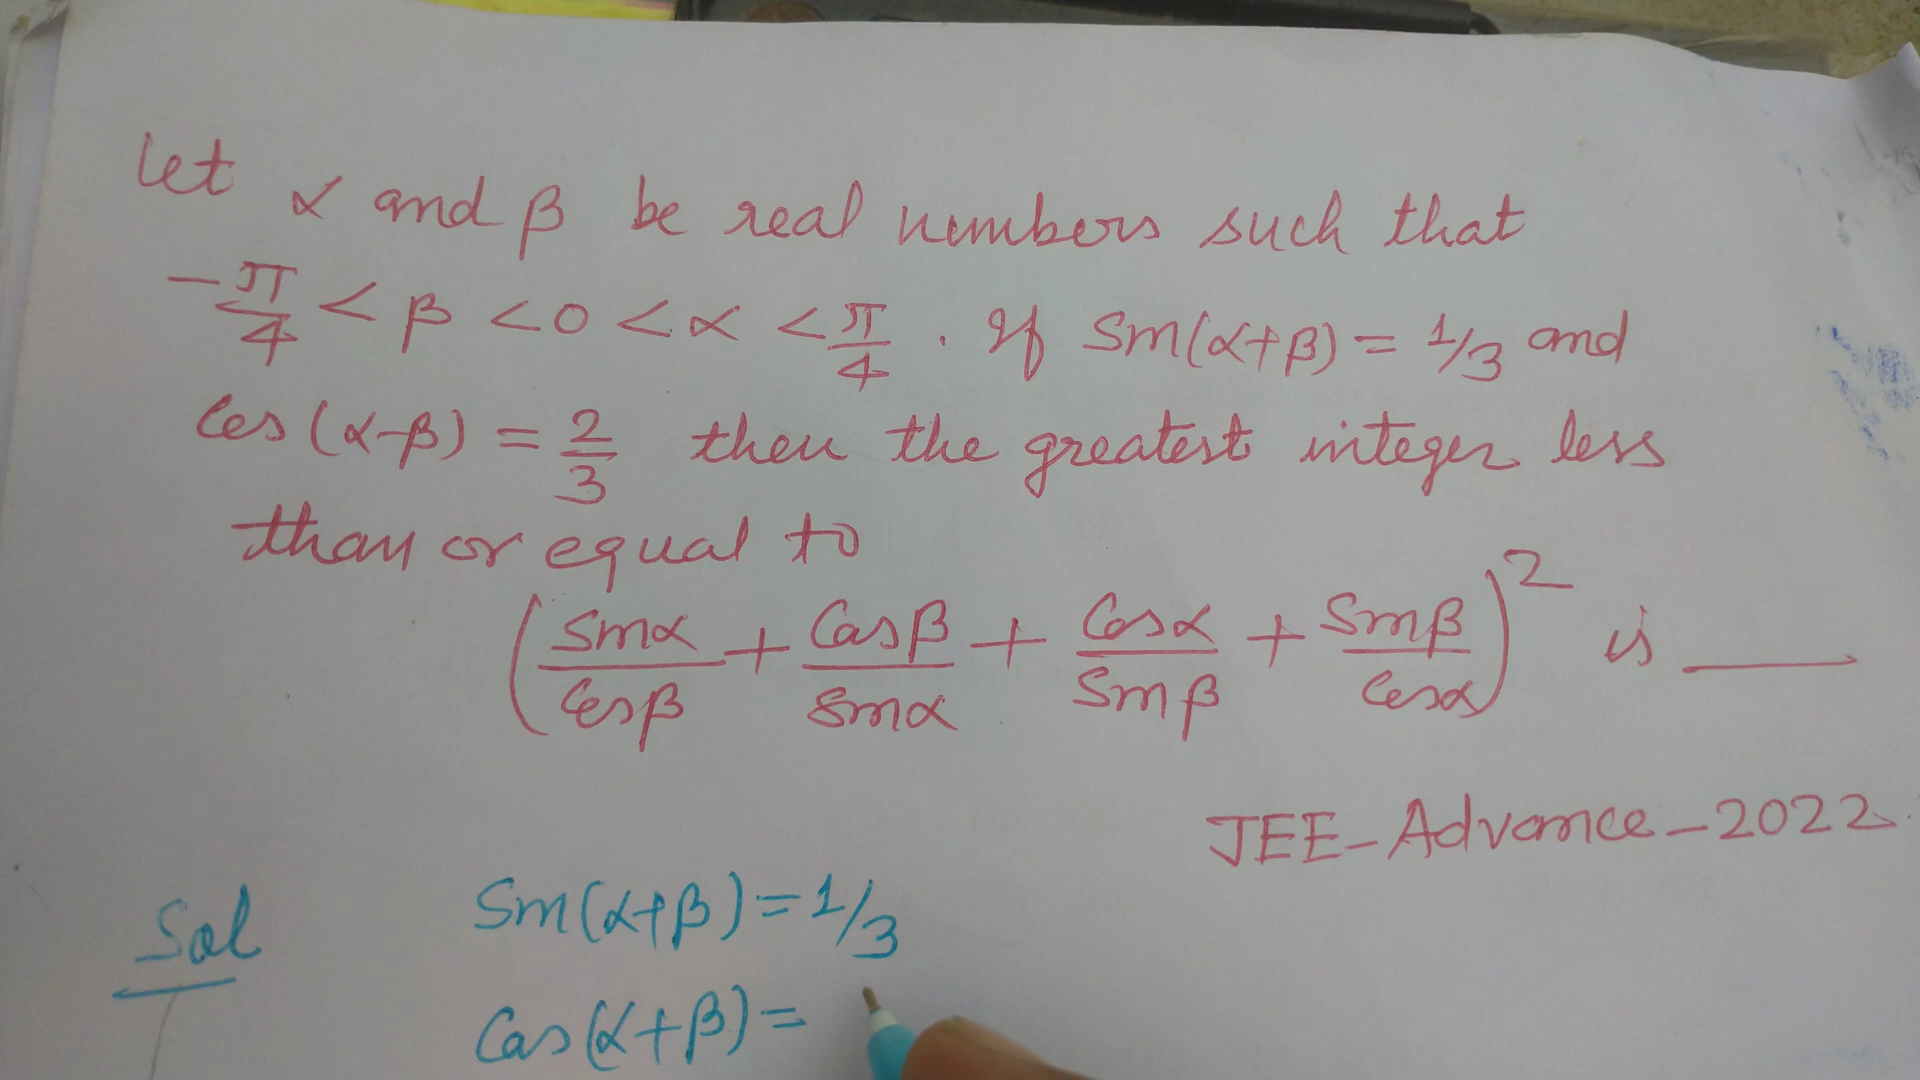 Let α and β be real numbers such that
-π/4 < β < 0 < α < π/4 . If Sin(α+β) = 1/3 and
Cos(α-β) = 2/3 then the greatest integer less
than or equal to
(Sinα/Cosβ + Cosβ/Sinα + Cosα/Sinβ + Sinβ/Cosα)² is ____
JEE-Advance-2022
Sol Sin(α+β) = 1/3
Cos(α+β) =